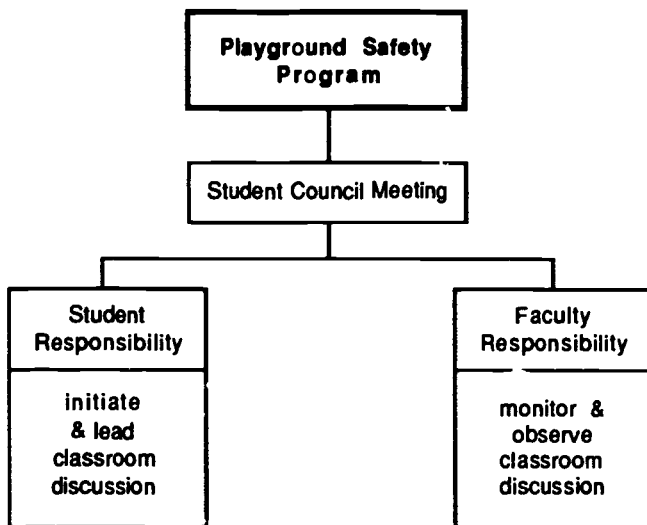 Playground Safety
Program
Student Council Meeting
Student
Responsibility
initiate
& lead
classroom
discussion
Faculty
Responsibility
monitor &
observe
classroom
discussion